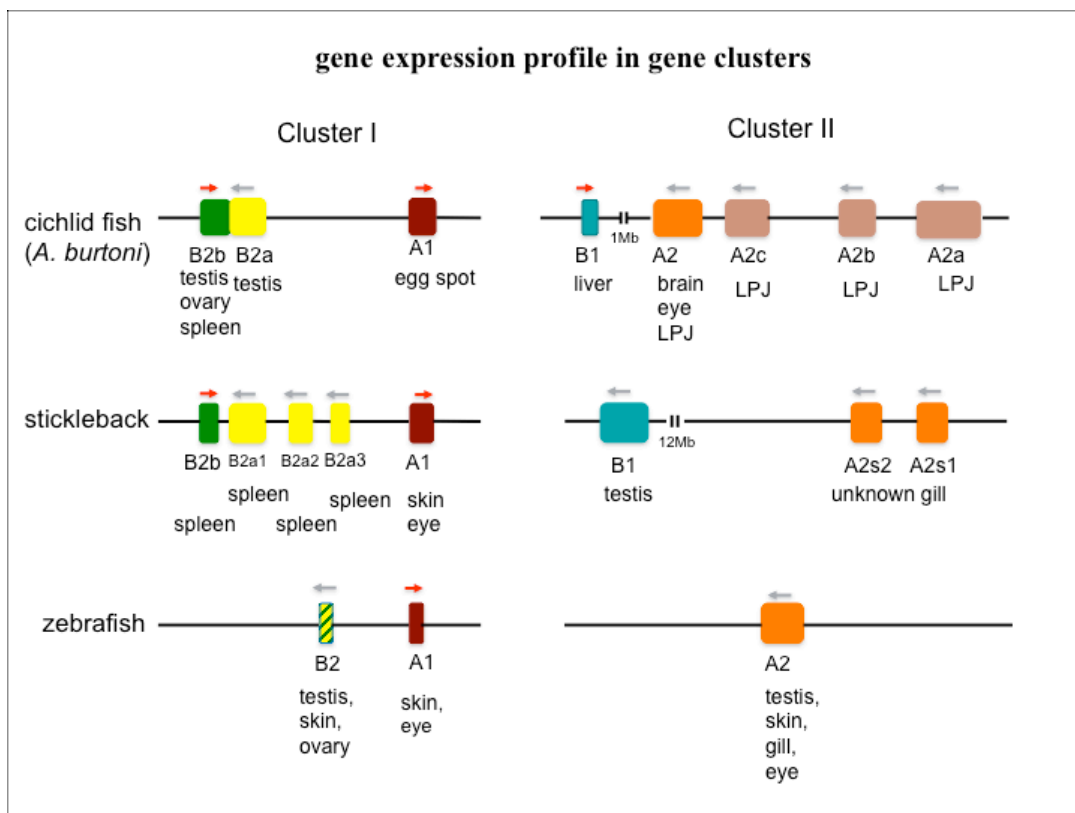 gene expression profile in gene clusters
Cluster I
Cluster II
cichlid fish
(A. burtoni)
B2b
testis
ovary
spleen
B2a
testis
A1
egg spot
1Mb
B1
liver
A2
brain
eye
LPJ
A2c
LPJ
A2b
LPJ
A2a
LPJ
stickleback
B2b
spleen
B2a1
spleen
B2a2
spleen
B2a3
spleen
A1
skin
eye
12Mb
B1
testis
A2s2
unknown
A2s1
gill
zebrafish
B2
testis,
skin,
ovary
A1
skin,
eye
A2
testis,
skin,
gill,
eye